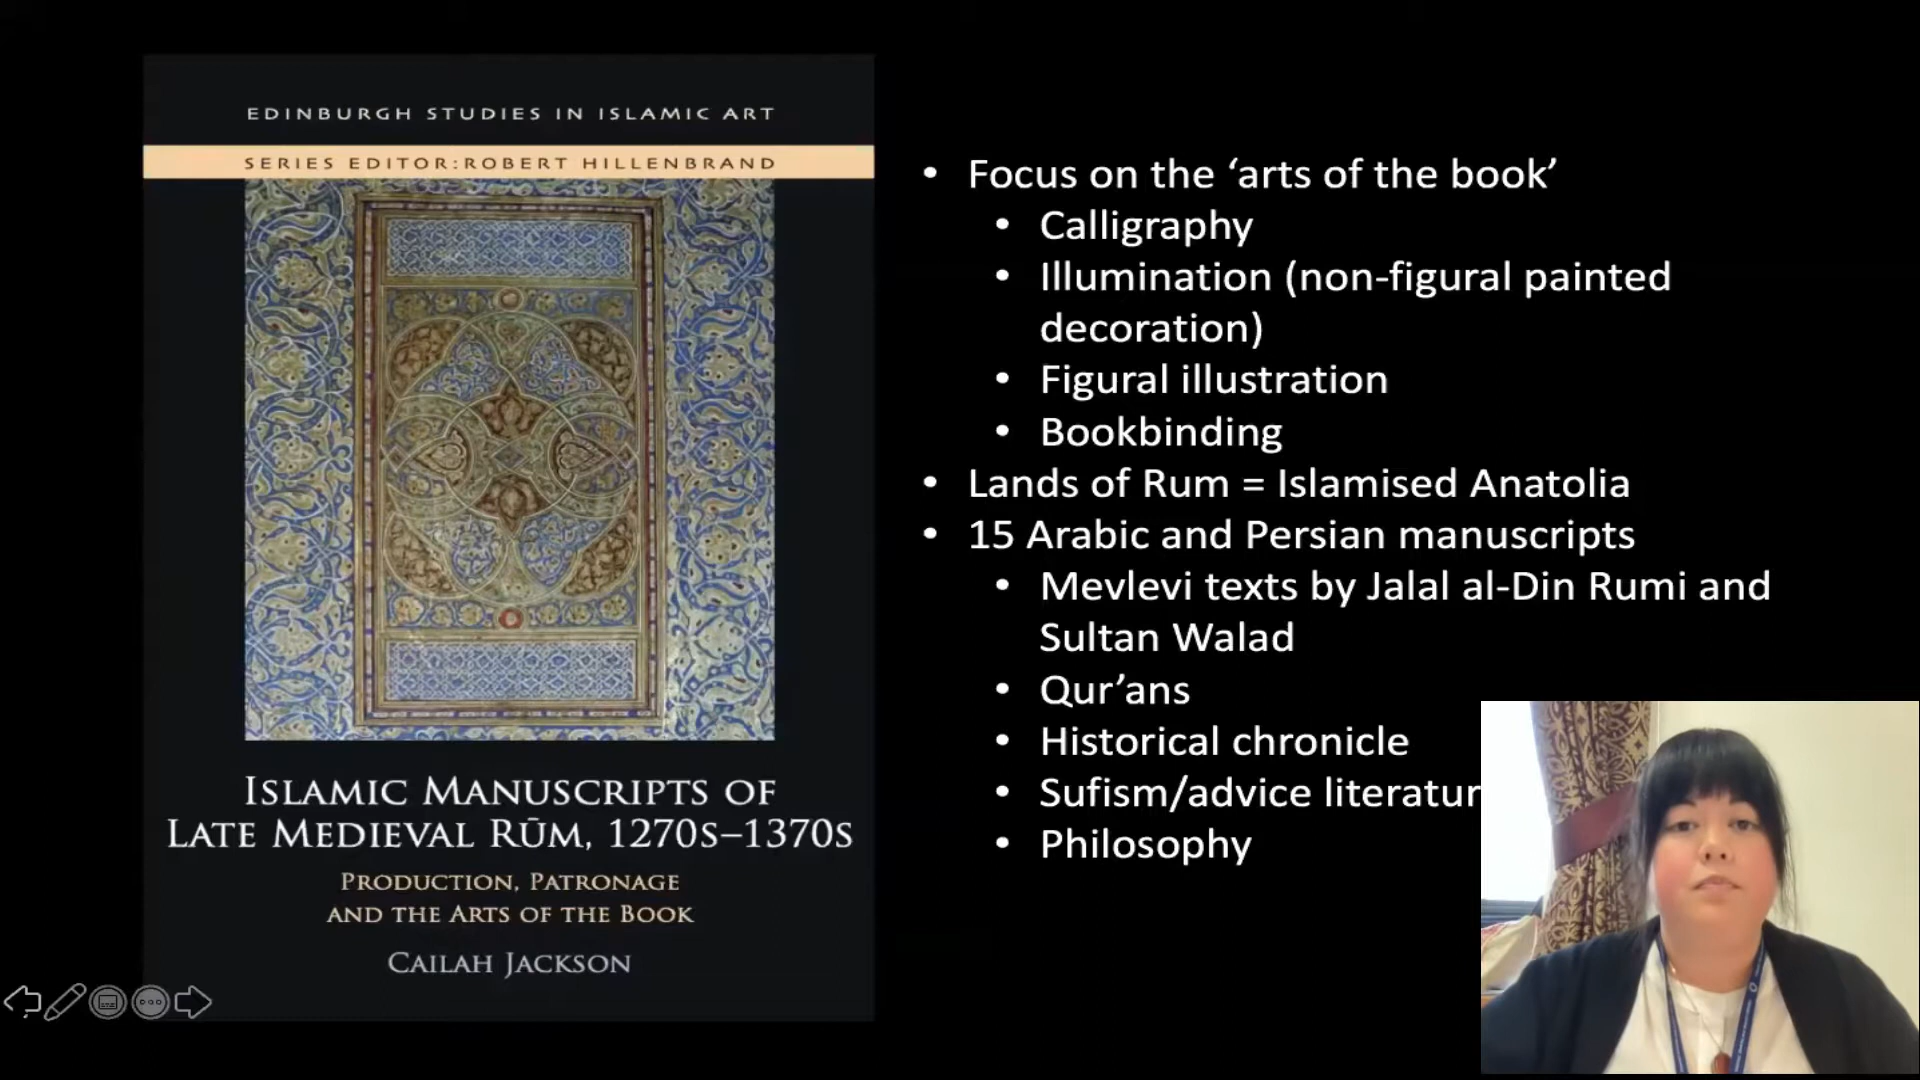 EDINBURGH STUDIES IN ISLAMIC ART
SERIES EDITOR: ROBERT HILLENBRAND
ISLAMIC MANUSCRIPTS OF
LATE MEDIEVAL RŪM, 1270s–1370s
PRODUCTION, PATRONAGE
AND THE ARTS OF THE BOOK
CAILAH JACKSON
• Focus on the ‘arts of the book’
• Calligraphy
• Illumination (non-figural painted
decoration)
• Figural illustration
• Bookbinding
• Lands of Rum = Islamised Anatolia
• 15 Arabic and Persian manuscripts
• Mevlevi texts by Jalal al-Din Rumi and
Sultan Walad
• Qur’ans
• Historical chronicle
• Sufism/advice literatur
• Philosophy